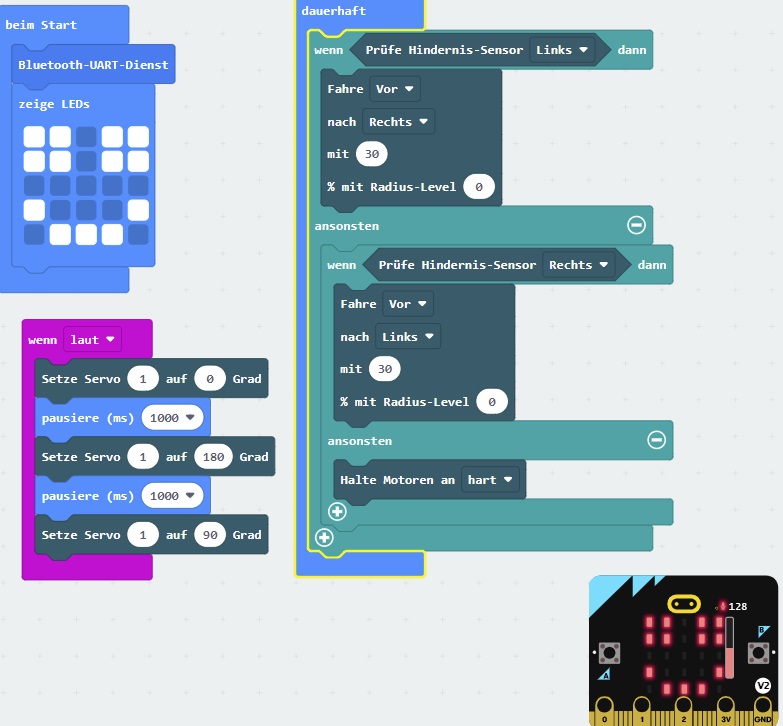 beim Start
Bluetooth-UART-Dienst
zeige LEDs
wenn laut
Setze Servo 1 auf 0 Grad
pausiere (ms) 1000
Setze Servo 1 auf 180 Grad
pausiere (ms) 1000
Setze Servo 1 auf 90 Grad
dauerhaft
wenn Prüfe Hindernis-Sensor Links dann
Fahre Vor
nach Rechts
mit 30
% mit Radius-Level 0
ansonsten
wenn Prüfe Hindernis-Sensor Rechts dann
Fahre Vor
nach Links
mit 30
% mit Radius-Level 0
ansonsten
Halte Motoren an hart
128
B
A
V2
0 1 2 3V GND